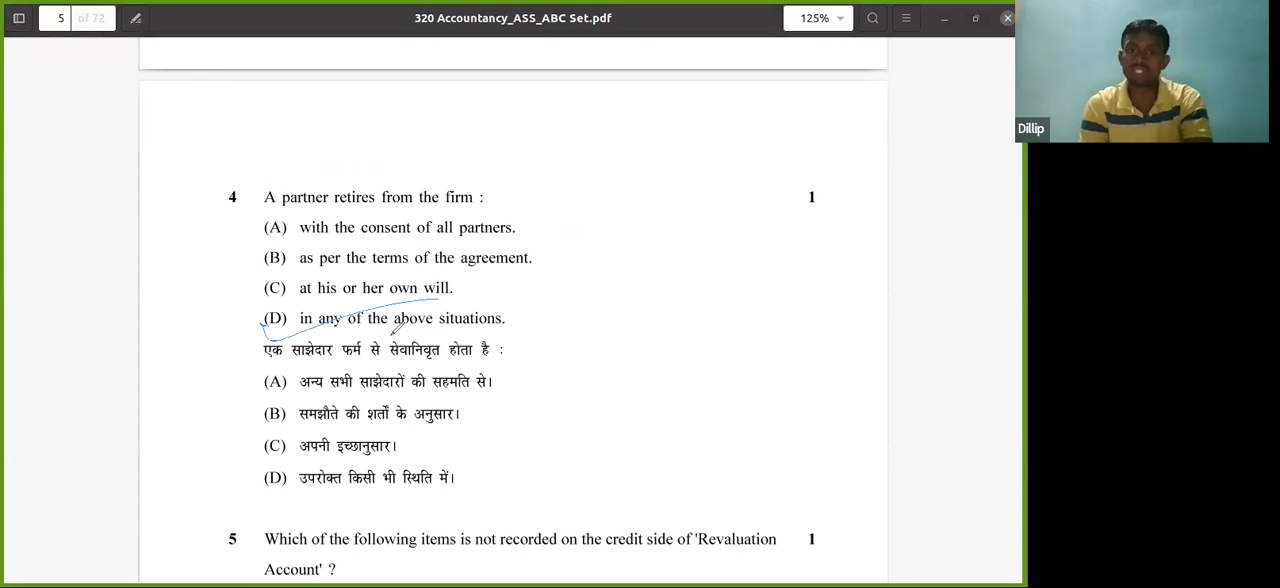 5 of 72 320 Accountancy_ASS_ABC Set.pdf 125%
Dillip
4 A partner retires from the firm : 1
(A) with the consent of all partners.
(B) as per the terms of the agreement.
(C) at his or her own will.
(D) in any of the above situations.
एक साझेदार फर्म से सेवानिवृत होता है :
(A) अन्य सभी साझेदारों की सहमति से।
(B) समझौते की शर्तों के अनुसार।
(C) अपनी इच्छानुसार।
(D) उपरोक्त किसी भी स्थिति में।
5 Which of the following items is not recorded on the credit side of 'Revaluation 1
Account' ?